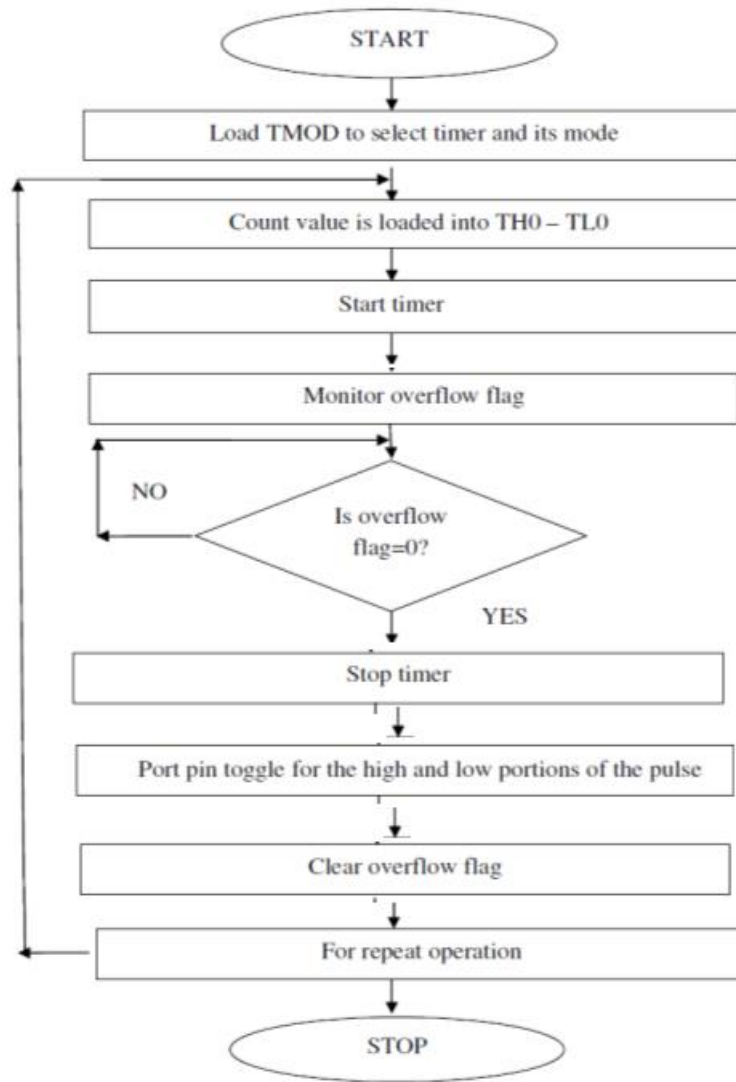 START
Load TMOD to select timer and its mode
Count value is loaded into TH0 – TL0
Start timer
Monitor overflow flag
NO
Is overflow
flag=0?
YES
Stop timer
Port pin toggle for the high and low portions of the pulse
Clear overflow flag
For repeat operation
STOP